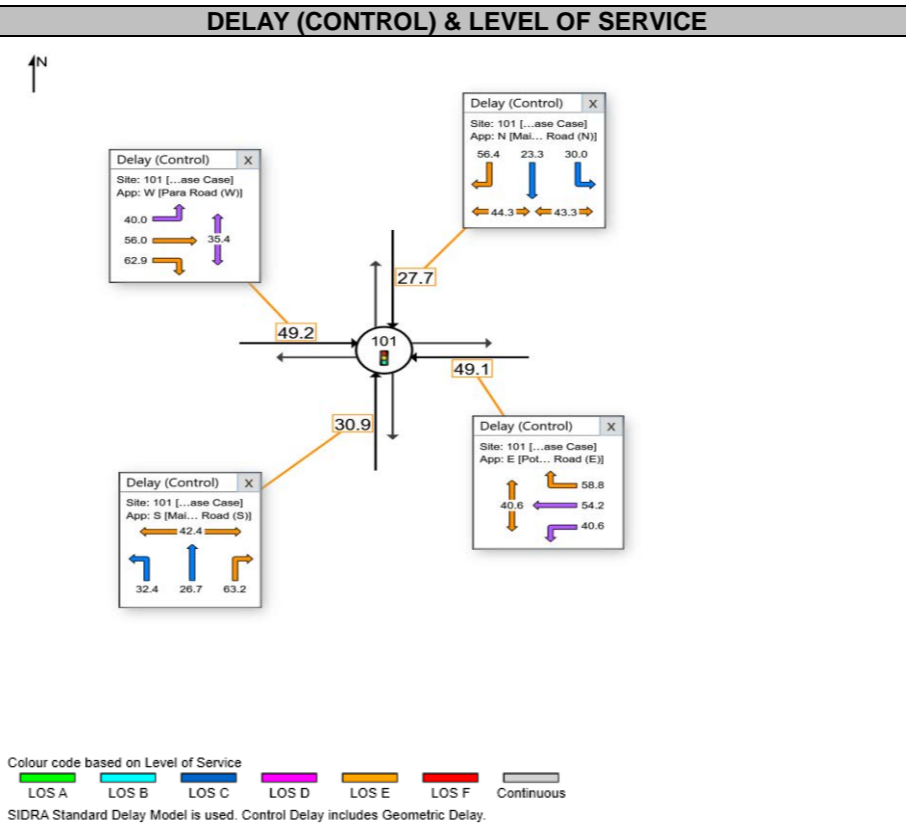 DELAY (CONTROL) & LEVEL OF SERVICE
N
Delay (Control) X
Site: 101 [...ase Case]
App: N [Mai... Road (N)]
56.4 23.3 30.0
44.3 43.3
Delay (Control) X
Site: 101 [...ase Case]
App: W [Para Road (W)]
40.0
56.0 35.4
62.9
27.7
49.2
101
49.1
30.9
Delay (Control) X
Site: 101 [...ase Case]
App: E [Pot... Road (E)]
58.8
40.6 54.2
40.6
Delay (Control) X
Site: 101 [...ase Case]
App: S [Mai... Road (S)]
42.4
32.4 26.7 63.2
Colour code based on Level of Service
LOS A LOS B LOS C LOS D LOS E LOS F Continuous
SIDRA Standard Delay Model is used. Control Delay includes Geometric Delay.